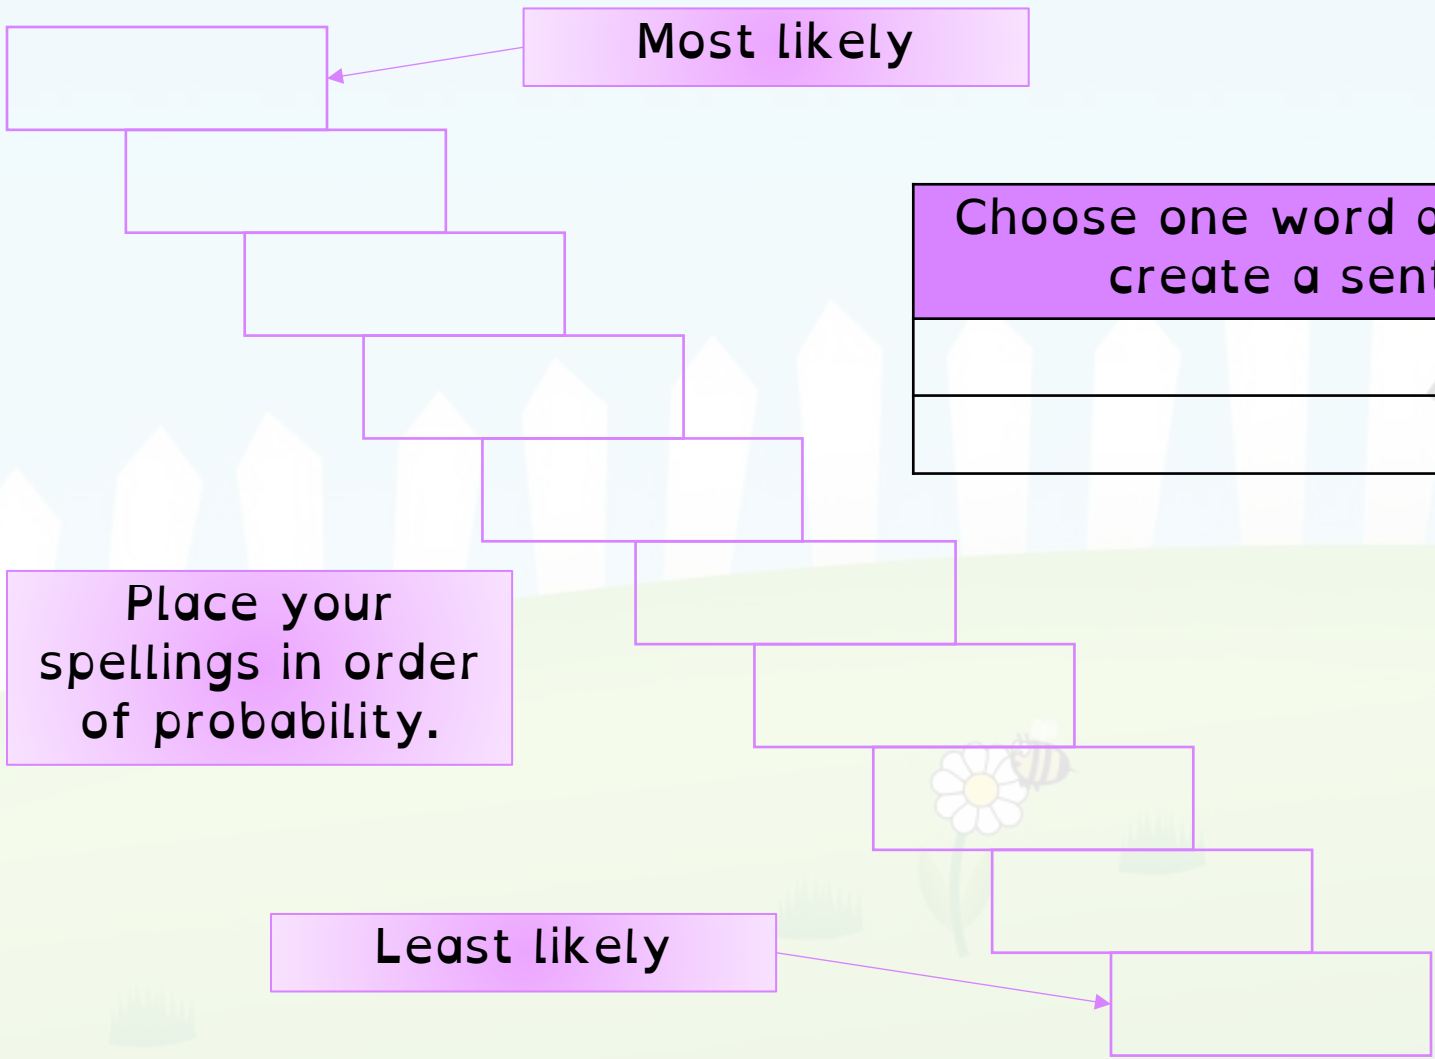 Most likely
Choose one word
create a sent
Place your
spellings in order
of probability.
Least likely